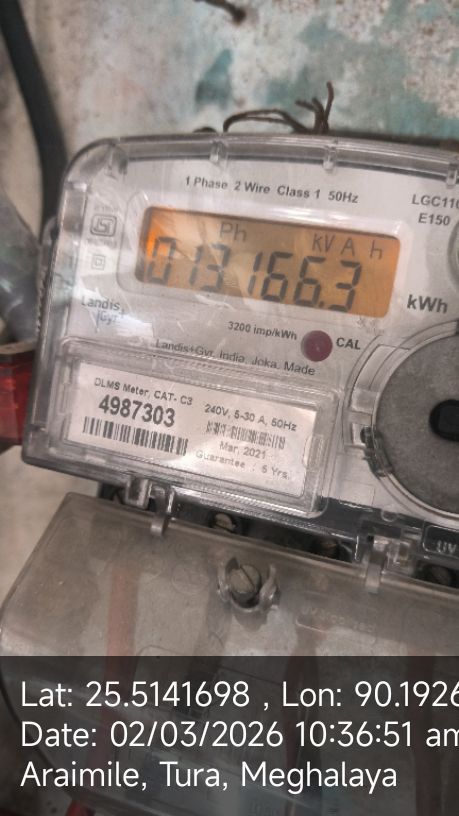 1 Phase 2 Wire Class 1 50Hz
LGC110
E150
Ph kVA h
013166.3
kWh
Landis+
Gyr
3200 imp/kWh
CAL
Landis+Gyr, India, Joka, Made
DLMS Meter, CAT- C3
4987303
240V, 5-30 A, 50Hz
Mar, 2021
Guarantee : 5 Yrs.
UV
Lat: 25.5141698 , Lon: 90.1926
Date: 02/03/2026 10:36:51 am
Araimile, Tura, Meghalaya